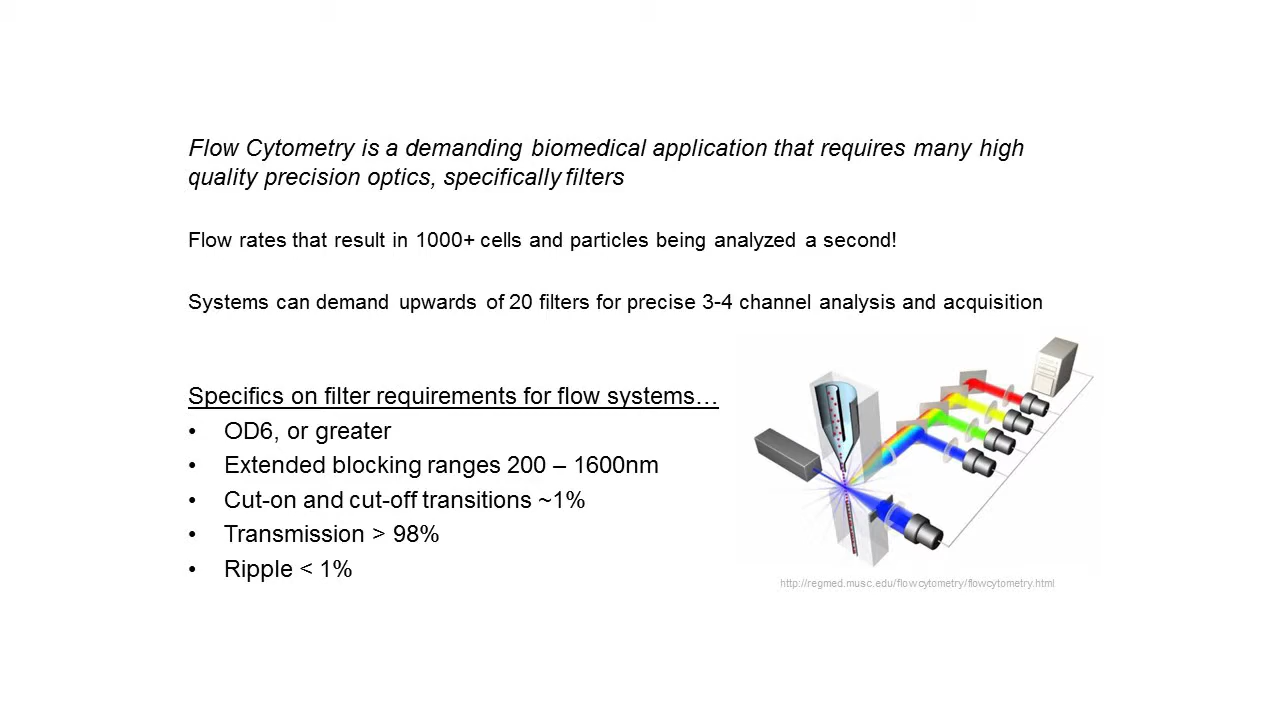 Flow Cytometry is a demanding biomedical application that requires many high
quality precision optics, specifically filters
Flow rates that result in 1000+ cells and particles being analyzed a second!
Systems can demand upwards of 20 filters for precise 3-4 channel analysis and acquisition
Specifics on filter requirements for flow systems…
• OD6, or greater
• Extended blocking ranges 200 – 1600nm
• Cut-on and cut-off transitions ~1%
• Transmission > 98%
• Ripple < 1%
http://regmed.musc.edu/flowcytometry/flowcytometry.html